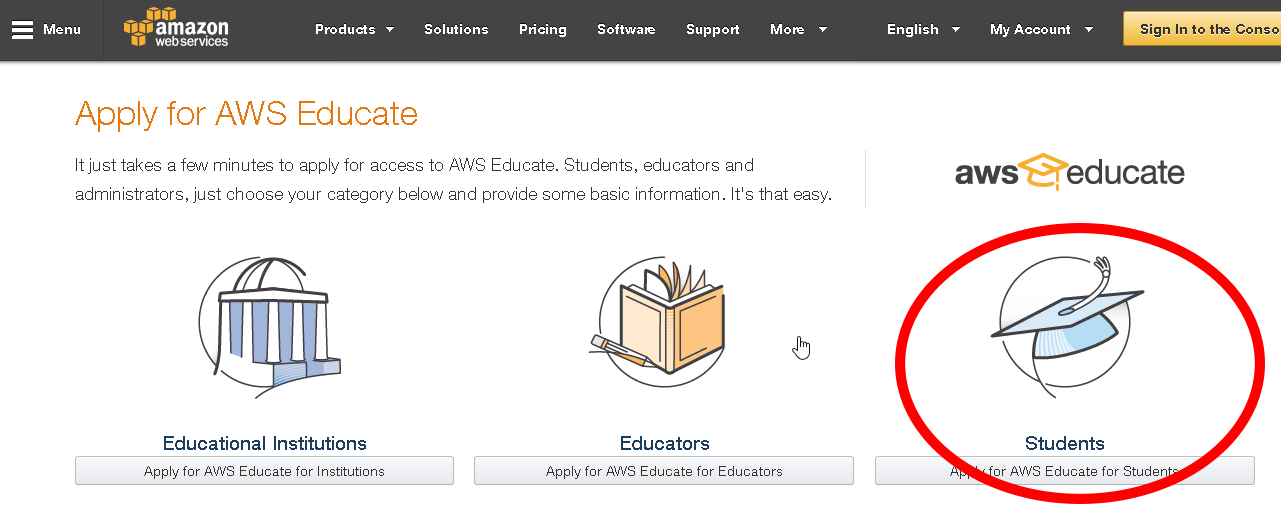 Menu
amazon
webservices
Products
Solutions
Pricing
Software
Support
More
English
My Account
Sign In to the Conso
Apply for AWS Educate
It just takes a few minutes to apply for access to AWS Educate. Students, educators and
administrators, just choose your category below and provide some basic information. It's that easy.
aws educate
Educational Institutions
Educators
Students
Apply for AWS Educate for Institutions
Apply for AWS Educate for Educators
Apply for AWS Educate for Students